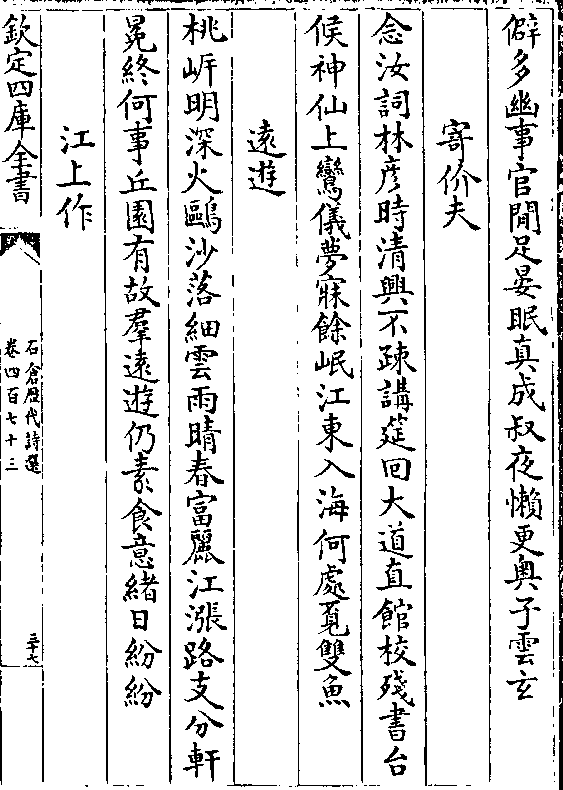 僻多幽事官閒足晏眠真成叔夜懶更與子雲玄
寄价夫
念汝詞林彦時清興不疎講筵回大道直館校殘書台
候神仙上鸞儀夢寐餘岷江東入海何處覔雙魚
遠遊
桃岍明深火鷗沙落細雲雨晴春富麗江漲路支分軒
冕終何事丘園有故羣遠遊仍素食意緒日紛紛
江上作
欽定四庫全書
石倉歴代詩選
卷四百七十三
三十七